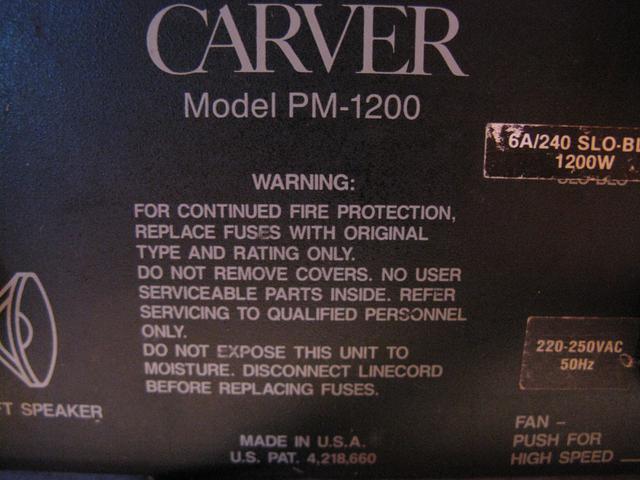 CARVER
Model PM-1200
6A/240 SLO-BL
1200W
WARNING:
FOR CONTINUED FIRE PROTECTION,
REPLACE FUSES WITH ORIGINAL
TYPE AND RATING ONLY.
DO NOT REMOVE COVERS. NO USER
SERVICEABLE PARTS INSIDE. REFER
SERVICING TO QUALIFIED PERSONNEL
ONLY.
DO NOT EXPOSE THIS UNIT TO
MOISTURE. DISCONNECT LINECORD
BEFORE REPLACING FUSES.
220-250VAC
50Hz
FT SPEAKER
FAN –
PUSH FOR
HIGH SPEED
MADE IN U.S.A.
U.S. PAT. 4,218,660